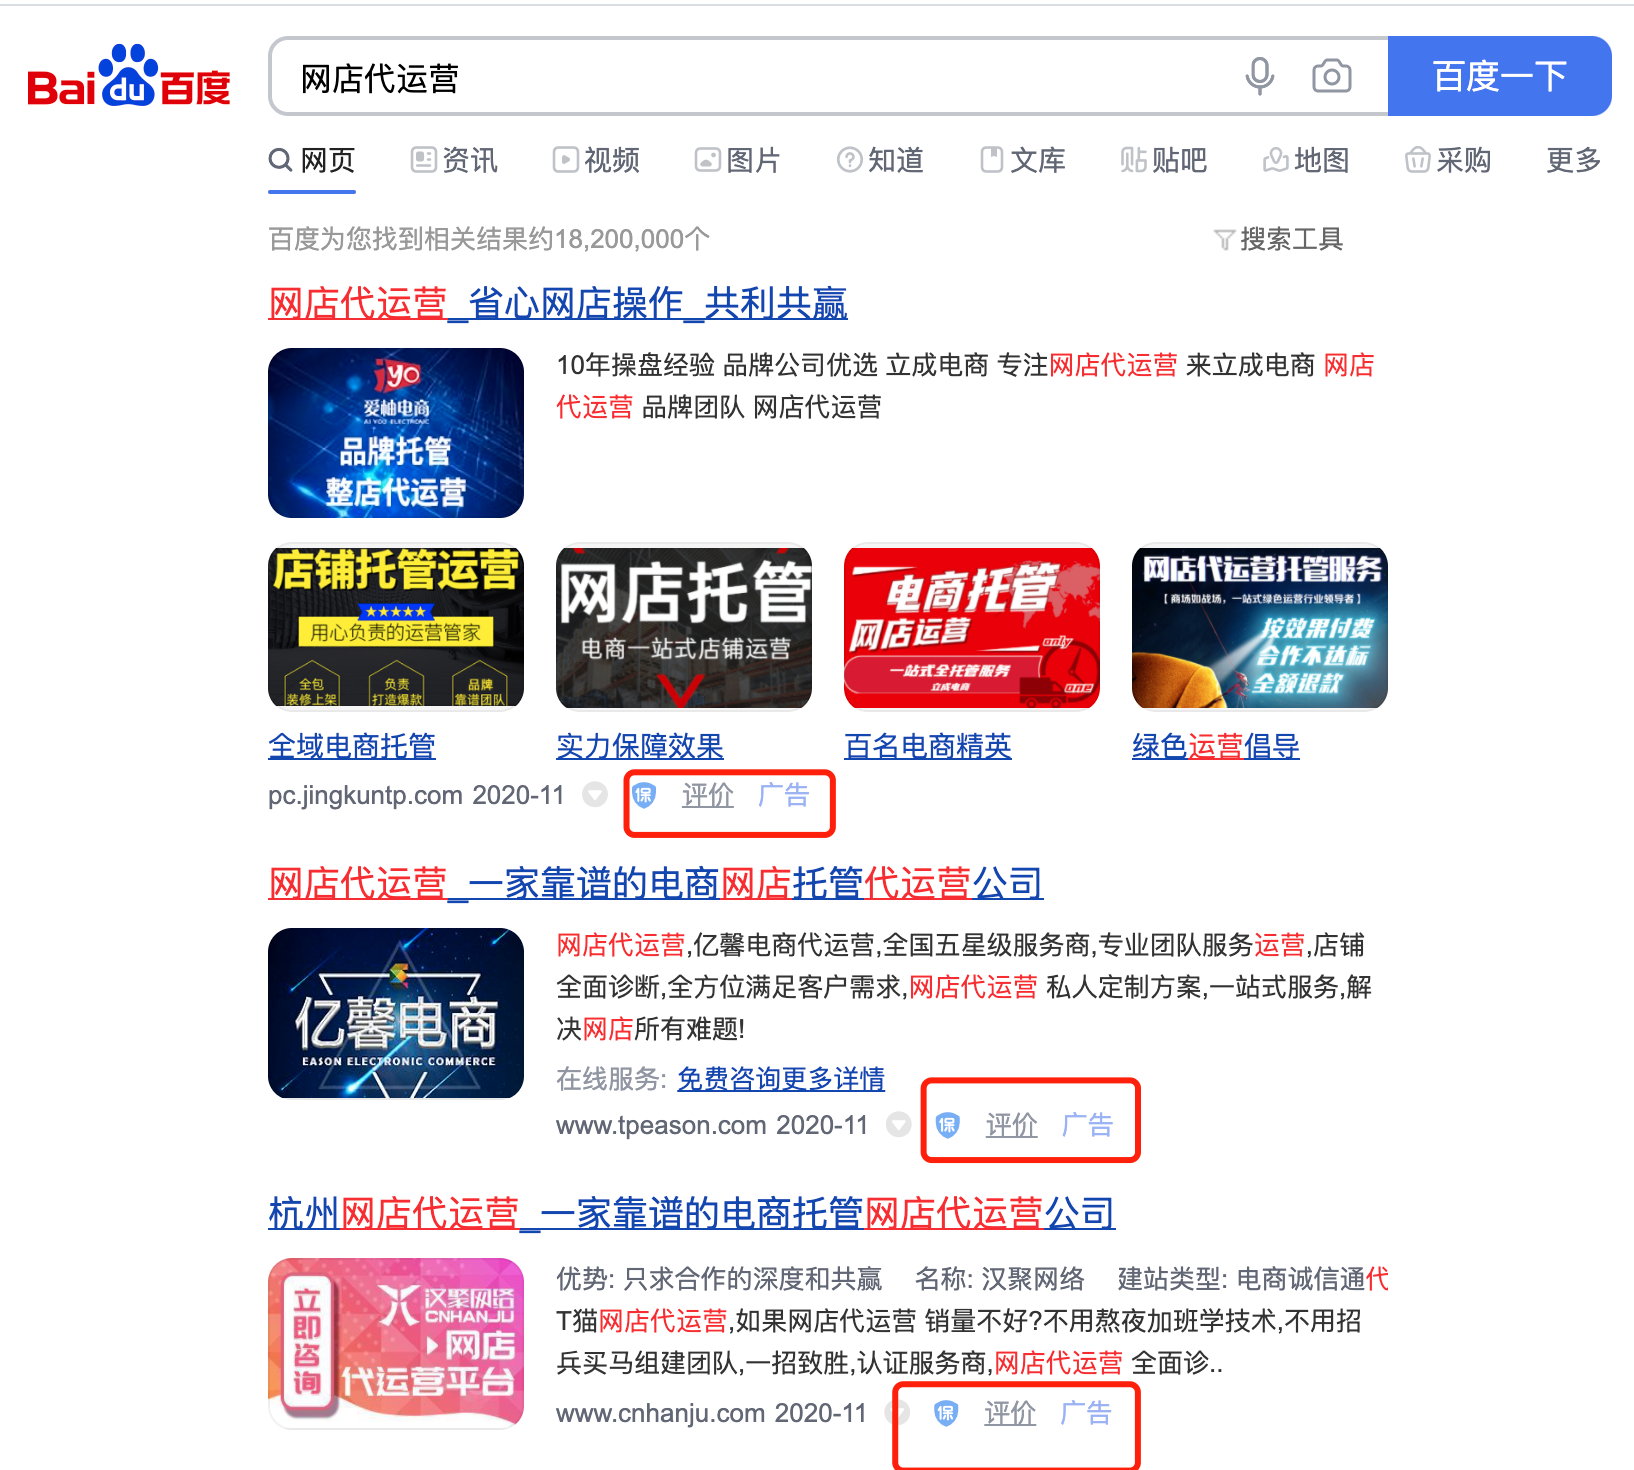 Bai du 百度
网店代运营
百度一下
网页 资讯 视频 图片 知道 文库 贴吧 地图 采购 更多
百度为您找到相关结果约18,200,000个
搜索工具
网店代运营_省心网店操作_共利共赢
iyo
爱柚电商
AI YOU ELECTRONIC
品牌托管
整店代运营
10年操盘经验 品牌公司优选 立成电商 专注网店代运营 来立成电商 网店
代运营 品牌团队 网店代运营
店铺托管运营
用心负责的运营管家
全包
装修上架
负责
打造爆款
品牌
靠谱团队
网店托管
电商一站式店铺运营
电商托管
网店运营
only
一站式全托管服务
立成电商
one
网店代运营托管服务
【 商场如战场，一站式绿色运营行业领导者 】
按效果付费
合作不达标
全额退款
全域电商托管
实力保障效果
百名电商精英
绿色运营倡导
pc.jingkuntp.com 2020-11 保 评价 广告
网店代运营_一家靠谱的电商网店托管代运营公司
亿馨电商
EASON ELECTRONIC COMMERCE
网店代运营,亿馨电商代运营,全国五星级服务商,专业团队服务运营,店铺
全面诊断,全方位满足客户需求,网店代运营 私人定制方案,一站式服务,解
决网店所有难题!
在线服务: 免费咨询更多详情
www.tpeason.com 2020-11 保 评价 广告
杭州网店代运营_一家靠谱的电商托管网店代运营公司
立即咨询
汉聚网络
CNHANJU
网店
代运营平台
优势: 只求合作的深度和共赢 名称: 汉聚网络 建站类型: 电商诚信通代
T猫网店代运营,如果网店代运营 销量不好?不用熬夜加班学技术,不用招
兵买马组建团队,一招致胜,认证服务商,网店代运营 全面诊..
www.cnhanju.com 2020-11 保 评价 广告